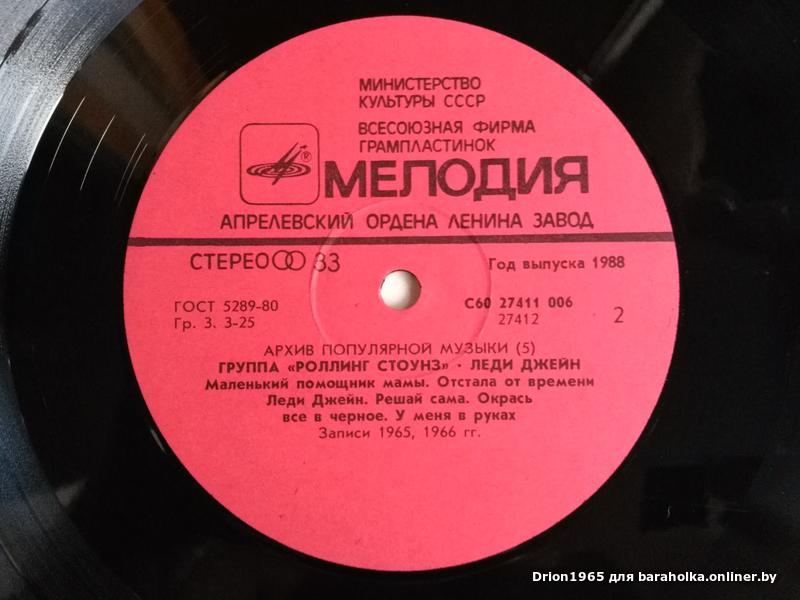 МИНИСТЕРСТВО
КУЛЬТУРЫ СССР
ВСЕСОЮЗНАЯ ФИРМА
ГРАМПЛАСТИНОК
®
МЕЛОДИЯ
АПРЕЛЕВСКИЙ ОРДЕНА ЛЕНИНА ЗАВОД
СТЕРЕО 33
Год выпуска 1988
ГОСТ 5289-80
Гр. 3. 3-25
С60 27411 006
27412
2
АРХИВ ПОПУЛЯРНОЙ МУЗЫКИ (5)
ГРУППА «РОЛЛИНГ СТОУНЗ» · ЛЕДИ ДЖЕЙН
Маленький помощник мамы. Отстала от времени
Леди Джейн. Решай сама. Окрась
все в черное. У меня в руках
Записи 1965, 1966 гг.
Drion1965 для baraholka.onliner.by